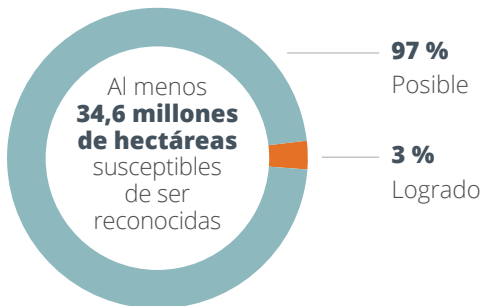 Al menos
34,6 millones
de hectáreas
susceptibles
de ser
reconocidas
97 %
Posible
3 %
Logrado